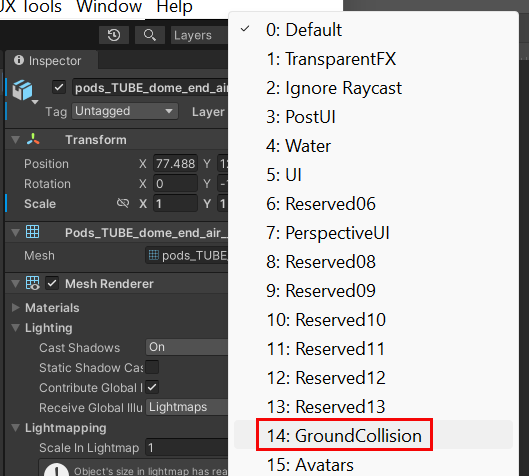 UX Tools Window Help
Layers
Inspector
pods_TUBE_dome_end_air_
Tag Untagged Layer
Transform
Position X 77.488 Y 12
Rotation X 0 Y
Scale X 1 Y 1
Pods_TUBE_dome_end_air_
Mesh pods_TUBE_
Mesh Renderer
Materials
Lighting
Cast Shadows On
Static Shadow Cas
Contribute Global I
Receive Global Illu Lightmaps
Lightmapping
Scale In Lightmap 1
Object's size in lightmap has rea
0: Default
1: TransparentFX
2: Ignore Raycast
3: PostUI
4: Water
5: UI
6: Reserved06
7: PerspectiveUI
8: Reserved08
9: Reserved09
10: Reserved10
11: Reserved11
12: Reserved12
13: Reserved13
14: GroundCollision
15: Avatars